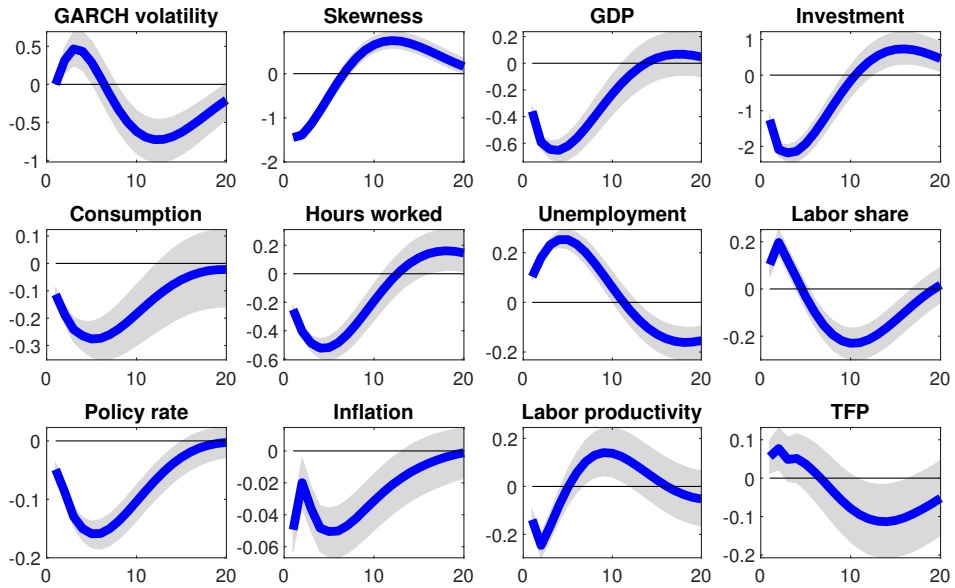 GARCH volatility Skewness GDP Investment
0.5 0 -0.5 -1 0 10 20
0 -1 -2 0 10 20
0.2 0 -0.2 -0.4 -0.6 0 10 20
1 0 -1 -2 0 10 20
Consumption Hours worked Unemployment Labor share
0.1 0 -0.1 -0.2 -0.3 0 10 20
0.2 0 -0.2 -0.4 -0.6 0 10 20
0.2 0 -0.2 0 10 20
0.2 0 -0.2 0 10 20
Policy rate Inflation Labor productivity TFP
0 -0.1 -0.2 0 10 20
0 -0.02 -0.04 -0.06 0 10 20
0.2 0 -0.2 0 10 20
0.1 0 -0.1 -0.2 0 10 20